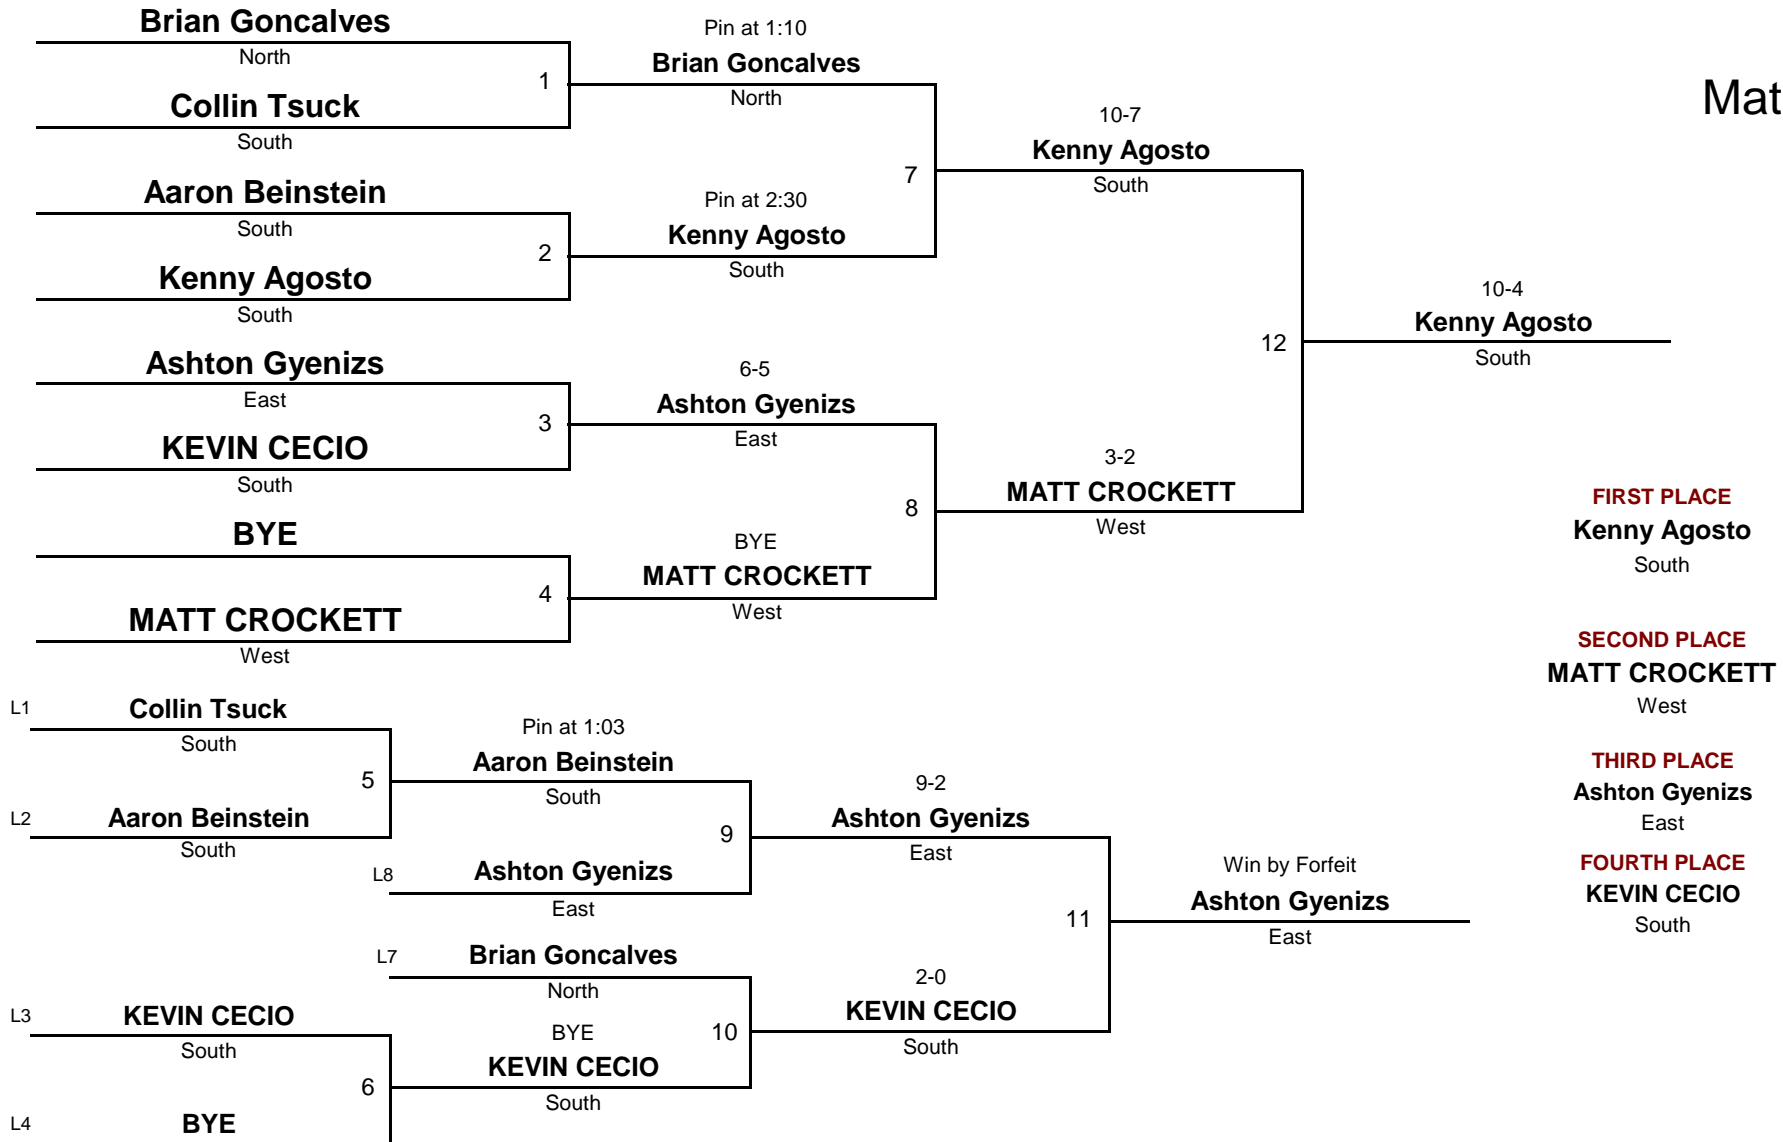 Brian Goncalves
North
1
Collin Tsuck
South
Aaron Beinstein
South
2
Kenny Agosto
South
Ashton Gyenizs
East
3
KEVIN CECIO
South
BYE
4
MATT CROCKETT
West
Pin at 1:10
Brian Goncalves
North
7
Pin at 2:30
Kenny Agosto
South
6-5
Ashton Gyenizs
East
8
BYE
MATT CROCKETT
West
10-7
Kenny Agosto
South
12
3-2
MATT CROCKETT
West
10-4
Kenny Agosto
South
Mat
FIRST PLACE
Kenny Agosto
South
SECOND PLACE
MATT CROCKETT
West
THIRD PLACE
Ashton Gyenizs
East
FOURTH PLACE
KEVIN CECIO
South
L1
Collin Tsuck
South
5
L2
Aaron Beinstein
South
L3
KEVIN CECIO
South
6
L4
BYE
Pin at 1:03
Aaron Beinstein
South
9
L8
Ashton Gyenizs
East
L7
Brian Goncalves
North
10
BYE
KEVIN CECIO
South
9-2
Ashton Gyenizs
East
11
2-0
KEVIN CECIO
South
Win by Forfeit
Ashton Gyenizs
East